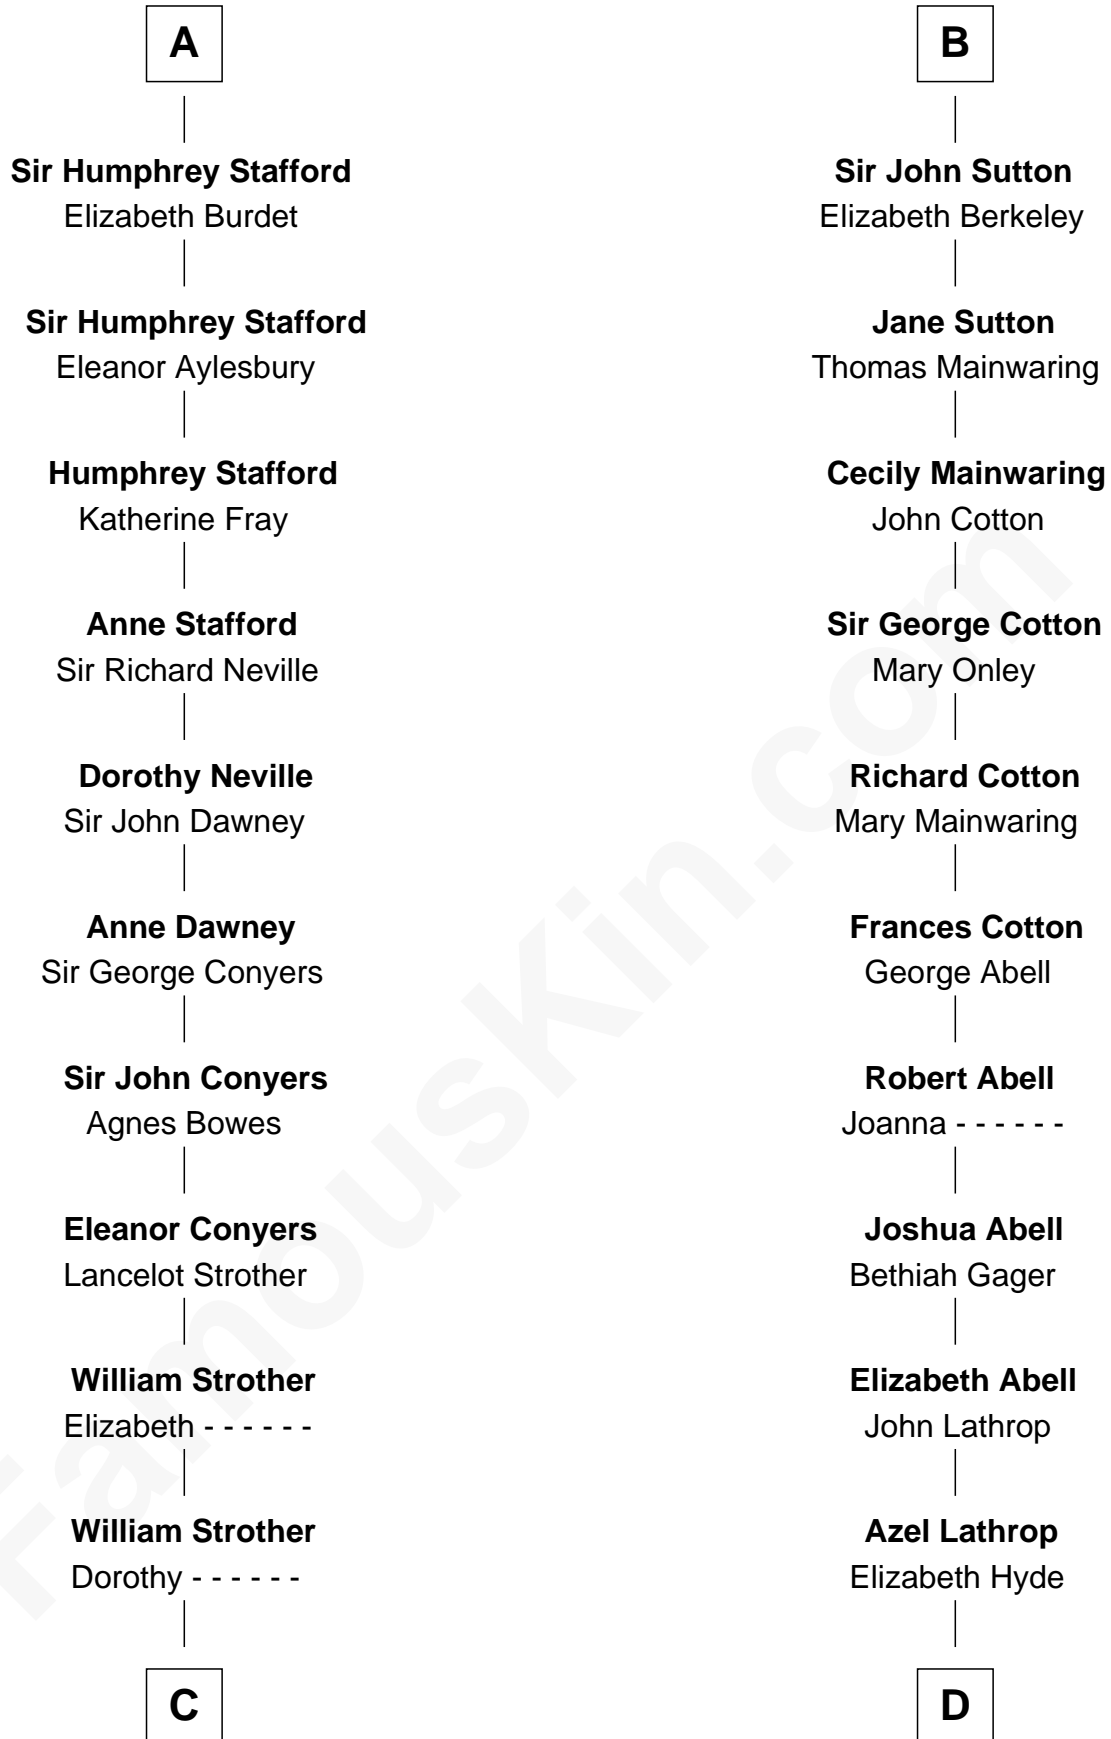 A
Sir Humphrey Stafford
Elizabeth Burdet
Sir Humphrey Stafford
Eleanor Aylesbury
Humphrey Stafford
Katherine Fray
Anne Stafford
Sir Richard Neville
Dorothy Neville
Sir John Dawney
Anne Dawney
Sir George Conyers
Sir John Conyers
Agnes Bowes
Eleanor Conyers
Lancelot Strother
William Strother
Elizabeth - - - - - -
William Strother
Dorothy - - - - - -
C
B
Sir John Sutton
Elizabeth Berkeley
Jane Sutton
Thomas Mainwaring
Cecily Mainwaring
John Cotton
Sir George Cotton
Mary Onley
Richard Cotton
Mary Mainwaring
Frances Cotton
George Abell
Robert Abell
Joanna - - - - - -
Joshua Abell
Bethiah Gager
Elizabeth Abell
John Lathrop
Azel Lathrop
Elizabeth Hyde
D
FamousKin.com